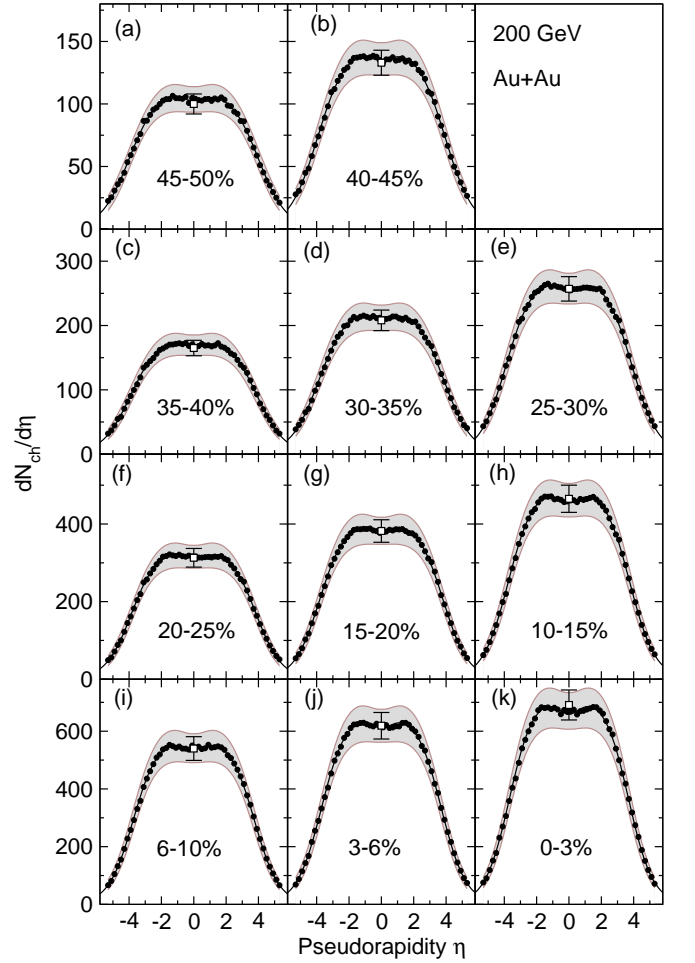 (a)
(b)
200 GeV
Au+Au
150
100
50
0
45-50%
40-45%
(c)
(d)
(e)
300
200
100
0
35-40%
30-35%
25-30%
dN_ch/dη
(f)
(g)
(h)
400
200
0
20-25%
15-20%
10-15%
(i)
(j)
(k)
600
400
200
0
6-10%
3-6%
0-3%
-4 -2 0 2 4 -4 -2 0 2 4 -4 -2 0 2 4
Pseudorapidity η